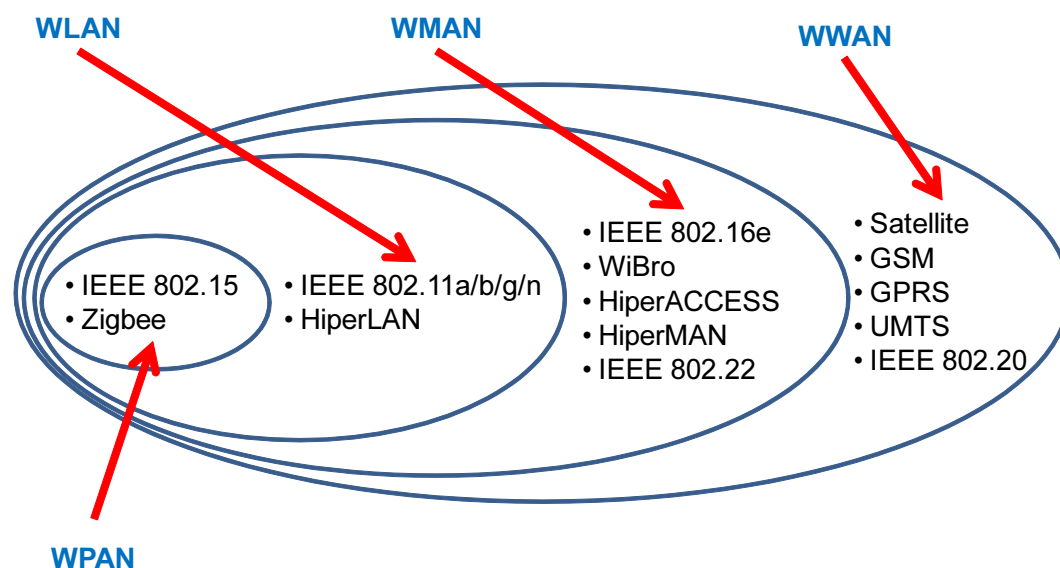 WLAN
WMAN
WWAN
• IEEE 802.15
• Zigbee
• IEEE 802.11a/b/g/n
• HiperLAN
• IEEE 802.16e
• WiBro
• HiperACCESS
• HiperMAN
• IEEE 802.22
• Satellite
• GSM
• GPRS
• UMTS
• IEEE 802.20
WPAN